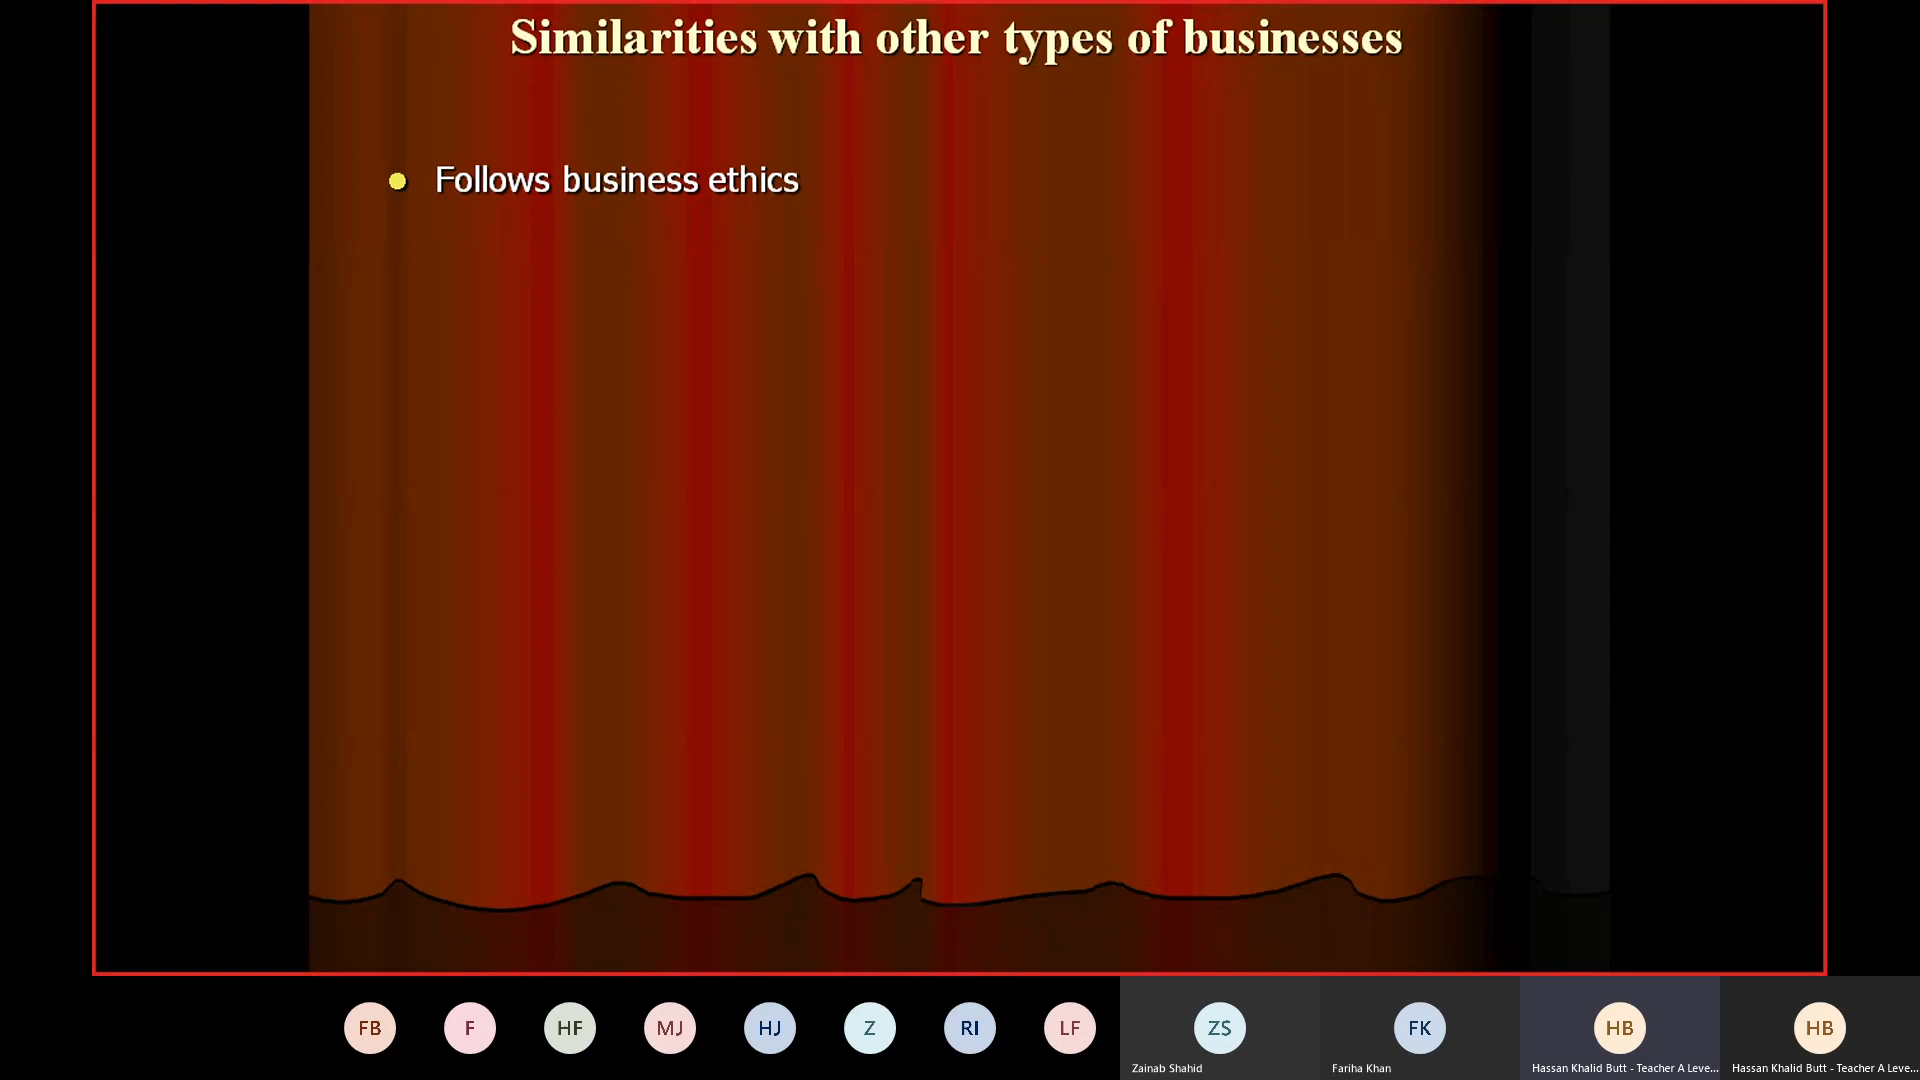 Similarities with other types of businesses
Follows business ethics
FB
F
HF
MJ
HJ
Z
RI
LF
ZS
FK
HB
HB
Zainab Shahid
Fariha Khan
Hassan Khalid Butt - Teacher A Leve...
Hassan Khalid Butt - Teacher A Leve...